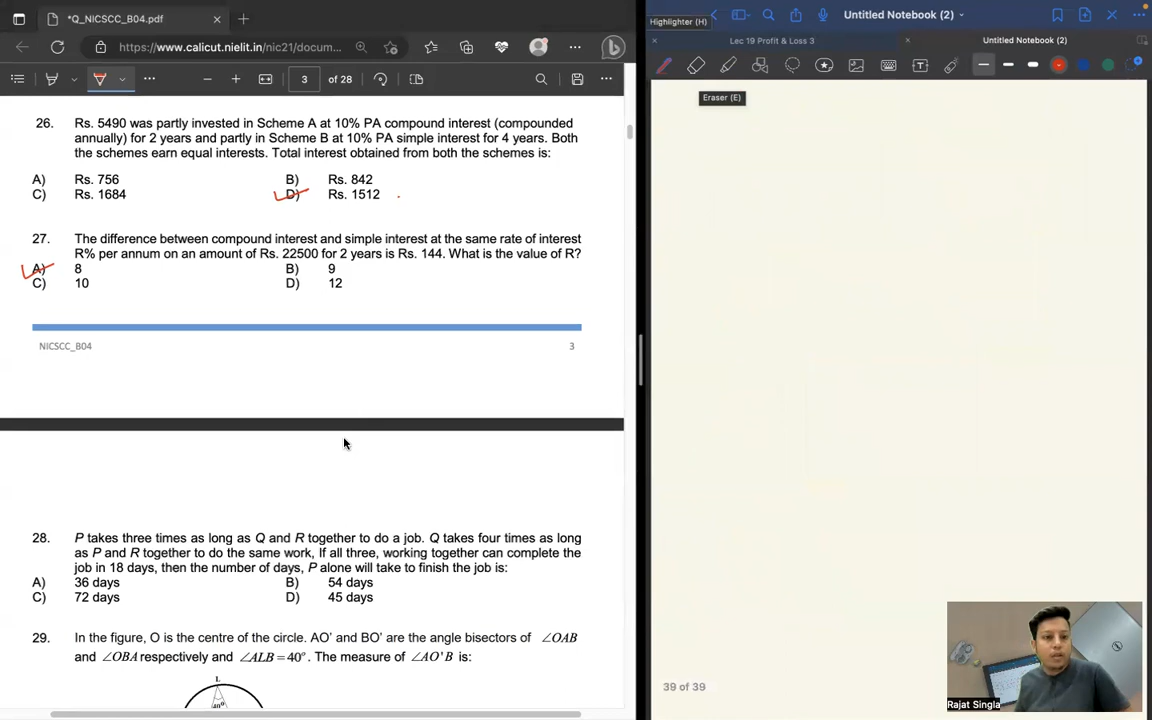 *Q_NICSCC_B04.pdf
https://www.calicut.nielit.in/nic21/docum...
3 of 28
26. Rs. 5490 was partly invested in Scheme A at 10% PA compound interest (compounded
annually) for 2 years and partly in Scheme B at 10% PA simple interest for 4 years. Both
the schemes earn equal interests. Total interest obtained from both the schemes is:
A) Rs. 756 B) Rs. 842
C) Rs. 1684 D) Rs. 1512
27. The difference between compound interest and simple interest at the same rate of interest
R% per annum on an amount of Rs. 22500 for 2 years is Rs. 144. What is the value of R?
A) 8 B) 9
C) 10 D) 12
NICSCC_B04 3
28. P takes three times as long as Q and R together to do a job. Q takes four times as long
as P and R together to do the same work, If all three, working together can complete the
job in 18 days, then the number of days, P alone will take to finish the job is:
A) 36 days B) 54 days
C) 72 days D) 45 days
29. In the figure, O is the centre of the circle. AO' and BO' are the angle bisectors of ∠OAB
and ∠OBA respectively and ∠ALB = 40°. The measure of ∠AO'B is:
L
40°
Highlighter (H)
Untitled Notebook (2)
Lec 19 Profit & Loss 3
Untitled Notebook (2)
Eraser (E)
39 of 39
Rajat Singla